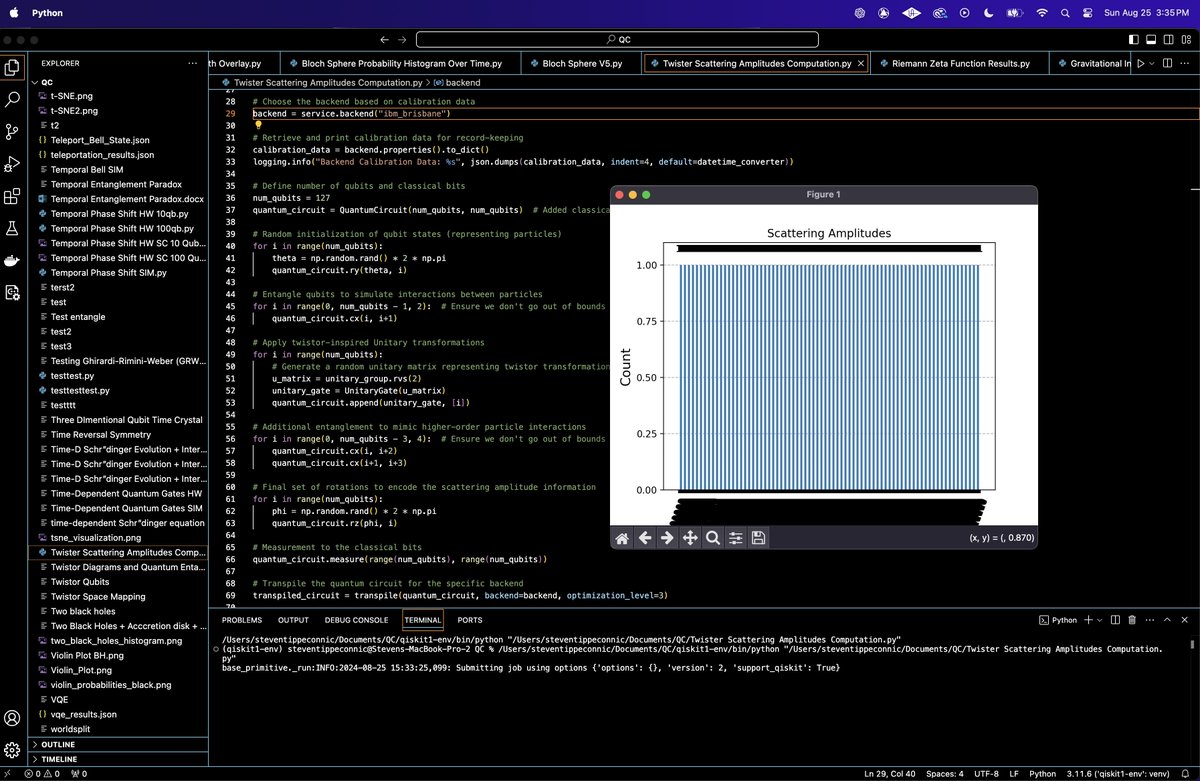 Python
Sun Aug 25 3:35 PM
QC
EXPLORER
th Overlay.py
Bloch Sphere Probability Histogram Over Time.py
Bloch Sphere V5.py
Twister Scattering Amplitudes Computation.py
Riemann Zeta Function Results.py
Gravitational In
QC
t-SNE.png
t-SNE2.png
t2
Teleport_Bell_State.json
teleportation_results.json
Temporal Bell SIM
Temporal Entanglement Paradox
Temporal Entanglement Paradox.docx
Temporal Phase Shift HW 10qb.py
Temporal Phase Shift HW 100qb.py
Temporal Phase Shift HW SC 10 Qub...
Temporal Phase Shift HW SC 100 Qu...
Temporal Phase Shift SIM.py
terst2
test
Test entangle
test2
test3
Testing Ghirardi-Rimini-Weber (GRW...
testtest.py
testtesttest.py
testttt
Three DImentional Qubit Time Crystal
Time Reversal Symmetry
Time-D Schr"dinger Evolution + Inter...
Time-D Schr"dinger Evolution + Inter...
Time-D Schr"dinger Evolution + Inter...
Time-Dependent Quantum Gates HW
Time-Dependent Quantum Gates SIM
time-dependent Schr"dinger equation
tsne_visualization.png
Twister Scattering Amplitudes Comp...
Twistor Diagrams and Quantum Enta...
Twistor Qubits
Twistor Space Mapping
Two black holes
Two Black Holes + Acccretion disk + ...
two_black_holes_histogram.png
Violin Plot BH.png
Violin_Plot.png
violin_probabilities_black.png
VQE
vqe_results.json
worldsplit
OUTLINE
TIMELINE
Twister Scattering Amplitudes Computation.py > backend
28 # Choose the backend based on calibration data
29 backend = service.backend("ibm_brisbane")
30
31 # Retrieve and print calibration data for record-keeping
32 calibration_data = backend.properties().to_dict()
33 logging.info("Backend Calibration Data: %s", json.dumps(calibration_data, indent=4, default=datetime_converter))
34
35 # Define number of qubits and classical bits
36 num_qubits = 127
37 quantum_circuit = QuantumCircuit(num_qubits, num_qubits) # Added classica
38
39 # Random initialization of qubit states (representing particles)
40 for i in range(num_qubits):
41 theta = np.random.rand() * 2 * np.pi
42 quantum_circuit.ry(theta, i)
43
44 # Entangle qubits to simulate interactions between particles
45 for i in range(0, num_qubits - 1, 2): # Ensure we don't go out of bounds
46 quantum_circuit.cx(i, i+1)
47
48 # Apply twistor-inspired Unitary transformations
49 for i in range(num_qubits):
50 # Generate a random unitary matrix representing twistor transformation
51 u_matrix = unitary_group.rvs(2)
52 unitary_gate = UnitaryGate(u_matrix)
53 quantum_circuit.append(unitary_gate, [i])
54
55 # Additional entanglement to mimic higher-order particle interactions
56 for i in range(0, num_qubits - 3, 4): # Ensure we don't go out of bounds
57 quantum_circuit.cx(i, i+2)
58 quantum_circuit.cx(i+1, i+3)
59
60 # Final set of rotations to encode the scattering amplitude information
61 for i in range(num_qubits):
62 phi = np.random.rand() * 2 * np.pi
63 quantum_circuit.rz(phi, i)
64
65 # Measurement to the classical bits
66 quantum_circuit.measure(range(num_qubits), range(num_qubits))
67
68 # Transpile the quantum circuit for the specific backend
69 transpiled_circuit = transpile(quantum_circuit, backend=backend, optimization_level=3)
Figure 1
Scattering Amplitudes
1.00
0.75
0.50
0.25
0.00
Count
(x, y) = (, 0.870)
PROBLEMS OUTPUT DEBUG CONSOLE TERMINAL PORTS
Python
/Users/steventippeconnic/Documents/QC/qiskit1-env/bin/python "/Users/steventippeconnic/Documents/QC/Twister Scattering Amplitudes Computation.py"
(qiskit1-env) steventippeconnic@Stevens-MacBook-Pro-2 QC % /Users/steventippeconnic/Documents/QC/qiskit1-env/bin/python "/Users/steventippeconnic/Documents/QC/Twister Scattering Amplitudes Computation.
py"
base_primitive._run:INFO:2024-08-25 15:33:25,099: Submitting job using options {'options': {}, 'version': 2, 'support_qiskit': True}
0 0 0
Ln 29, Col 40 Spaces: 4 UTF-8 LF Python 3.11.6 ('qiskit1-env': venv)